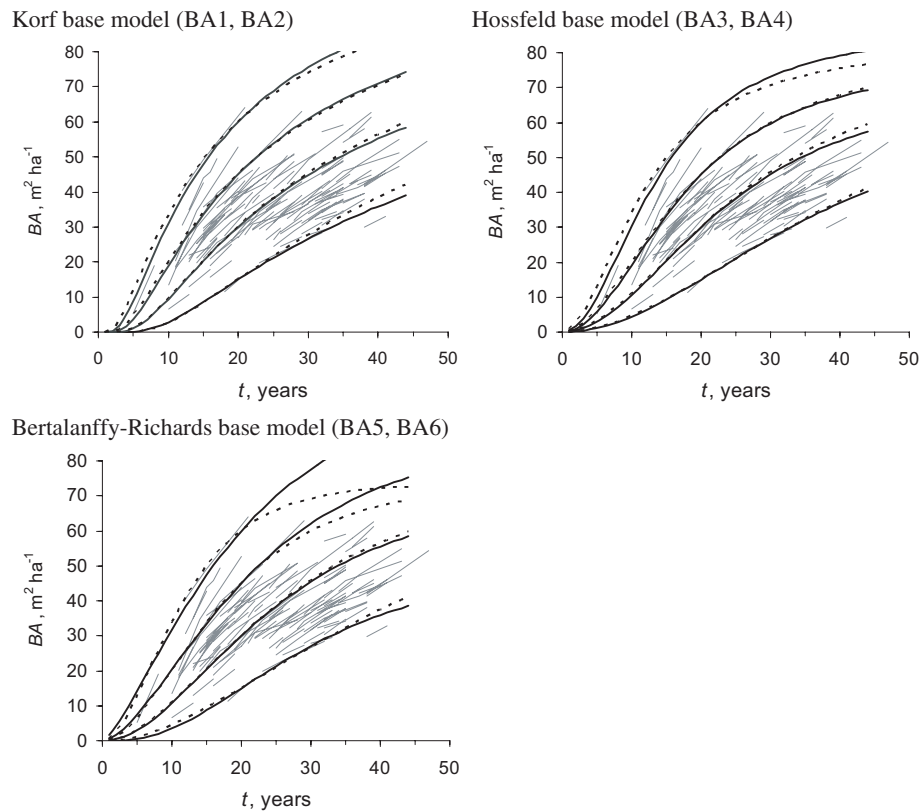 Korf base model (BA1, BA2)
80
70
60
50
40
30
20
10
0
BA, m² ha⁻¹
0 10 20 30 40 50
t, years
Hossfeld base model (BA3, BA4)
80
70
60
50
40
30
20
10
0
BA, m² ha⁻¹
0 10 20 30 40 50
t, years
Bertalanffy-Richards base model (BA5, BA6)
80
70
60
50
40
30
20
10
0
BA, m² ha⁻¹
0 10 20 30 40 50
t, years